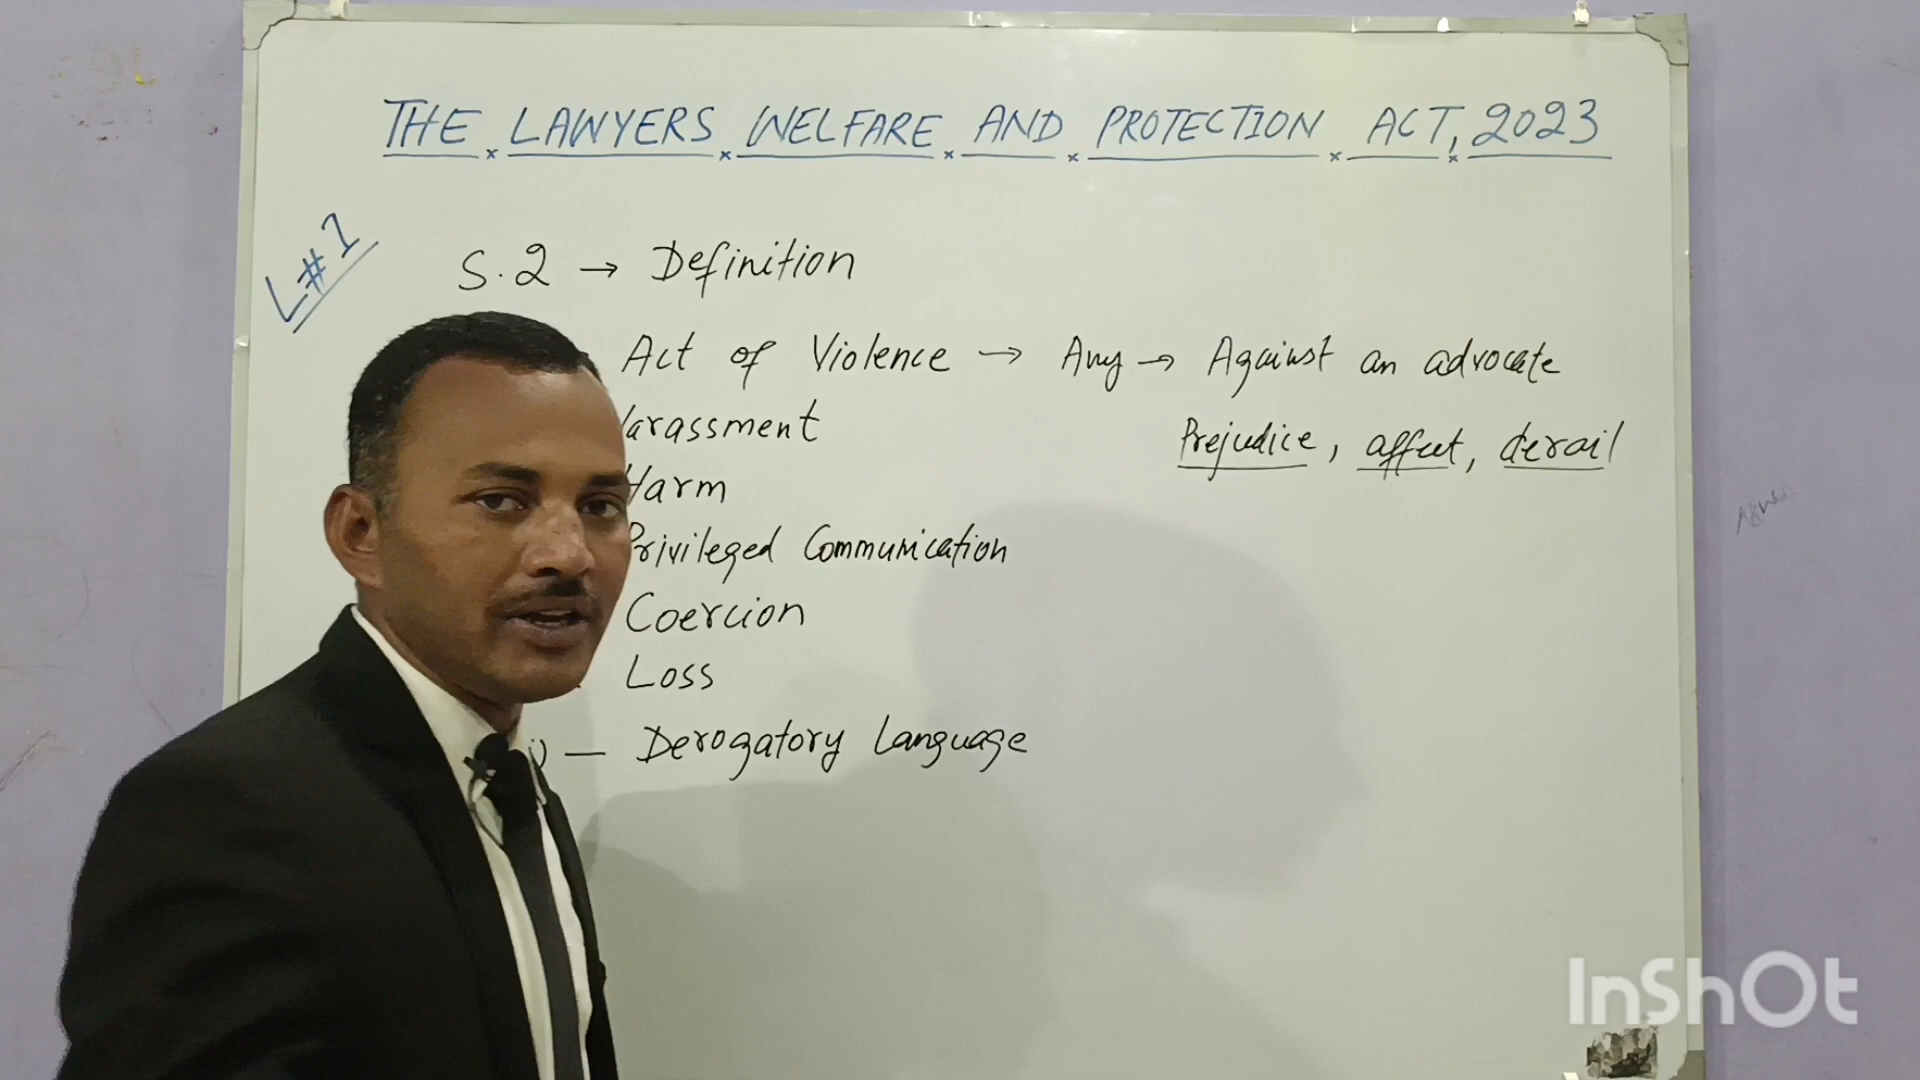 THE LAWYERS WELFARE AND PROTECTION ACT, 2023
L#1
S.2 → Definition
Act of Violence → Any → Against an advocate
arassment
Prejudice, affect, derail
Harm
Privileged Communication
Coercion
Loss
i) — Derogatory Language
InShOt